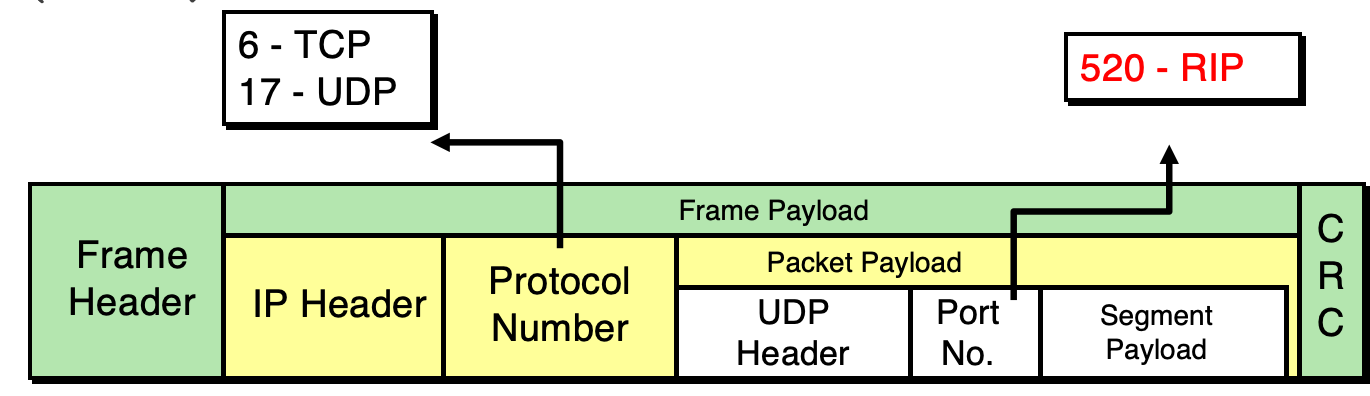 6 - TCP
17 - UDP
520 - RIP
Frame Payload
Frame
Header
IP Header
Protocol
Number
Packet Payload
UDP
Header
Port
No.
Segment
Payload
C
R
C